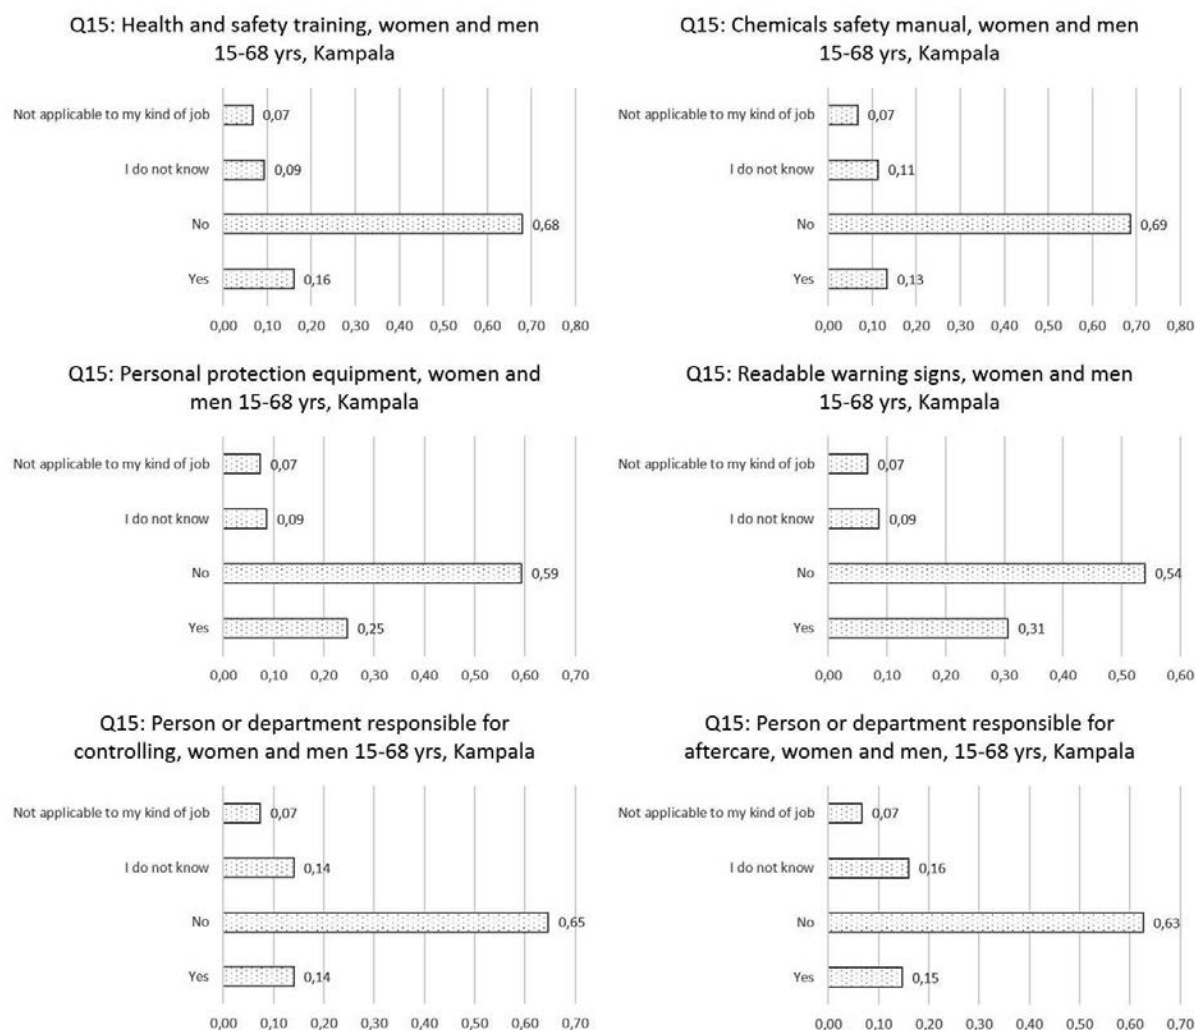 Q15: Health and safety training, women and men
15-68 yrs, Kampala
Not applicable to my kind of job
0,07
I do not know
0,09
No
0,68
Yes
0,16
0,00 0,10 0,20 0,30 0,40 0,50 0,60 0,70 0,80
Q15: Chemicals safety manual, women and men
15-68 yrs, Kampala
Not applicable to my kind of job
0,07
I do not know
0,11
No
0,69
Yes
0,13
0,00 0,10 0,20 0,30 0,40 0,50 0,60 0,70 0,80
Q15: Personal protection equipment, women and
men 15-68 yrs, Kampala
Not applicable to my kind of job
0,07
I do not know
0,09
No
0,59
Yes
0,25
0,00 0,10 0,20 0,30 0,40 0,50 0,60 0,70
Q15: Readable warning signs, women and men
15-68 yrs, Kampala
Not applicable to my kind of job
0,07
I do not know
0,09
No
0,54
Yes
0,31
0,00 0,10 0,20 0,30 0,40 0,50 0,60
Q15: Person or department responsible for
controlling, women and men 15-68 yrs, Kampala
Not applicable to my kind of job
0,07
I do not know
0,14
No
0,65
Yes
0,14
0,00 0,10 0,20 0,30 0,40 0,50 0,60 0,70
Q15: Person or department responsible for
aftercare, women and men, 15-68 yrs, Kampala
Not applicable to my kind of job
0,07
I do not know
0,16
No
0,63
Yes
0,15
0,00 0,10 0,20 0,30 0,40 0,50 0,60 0,70